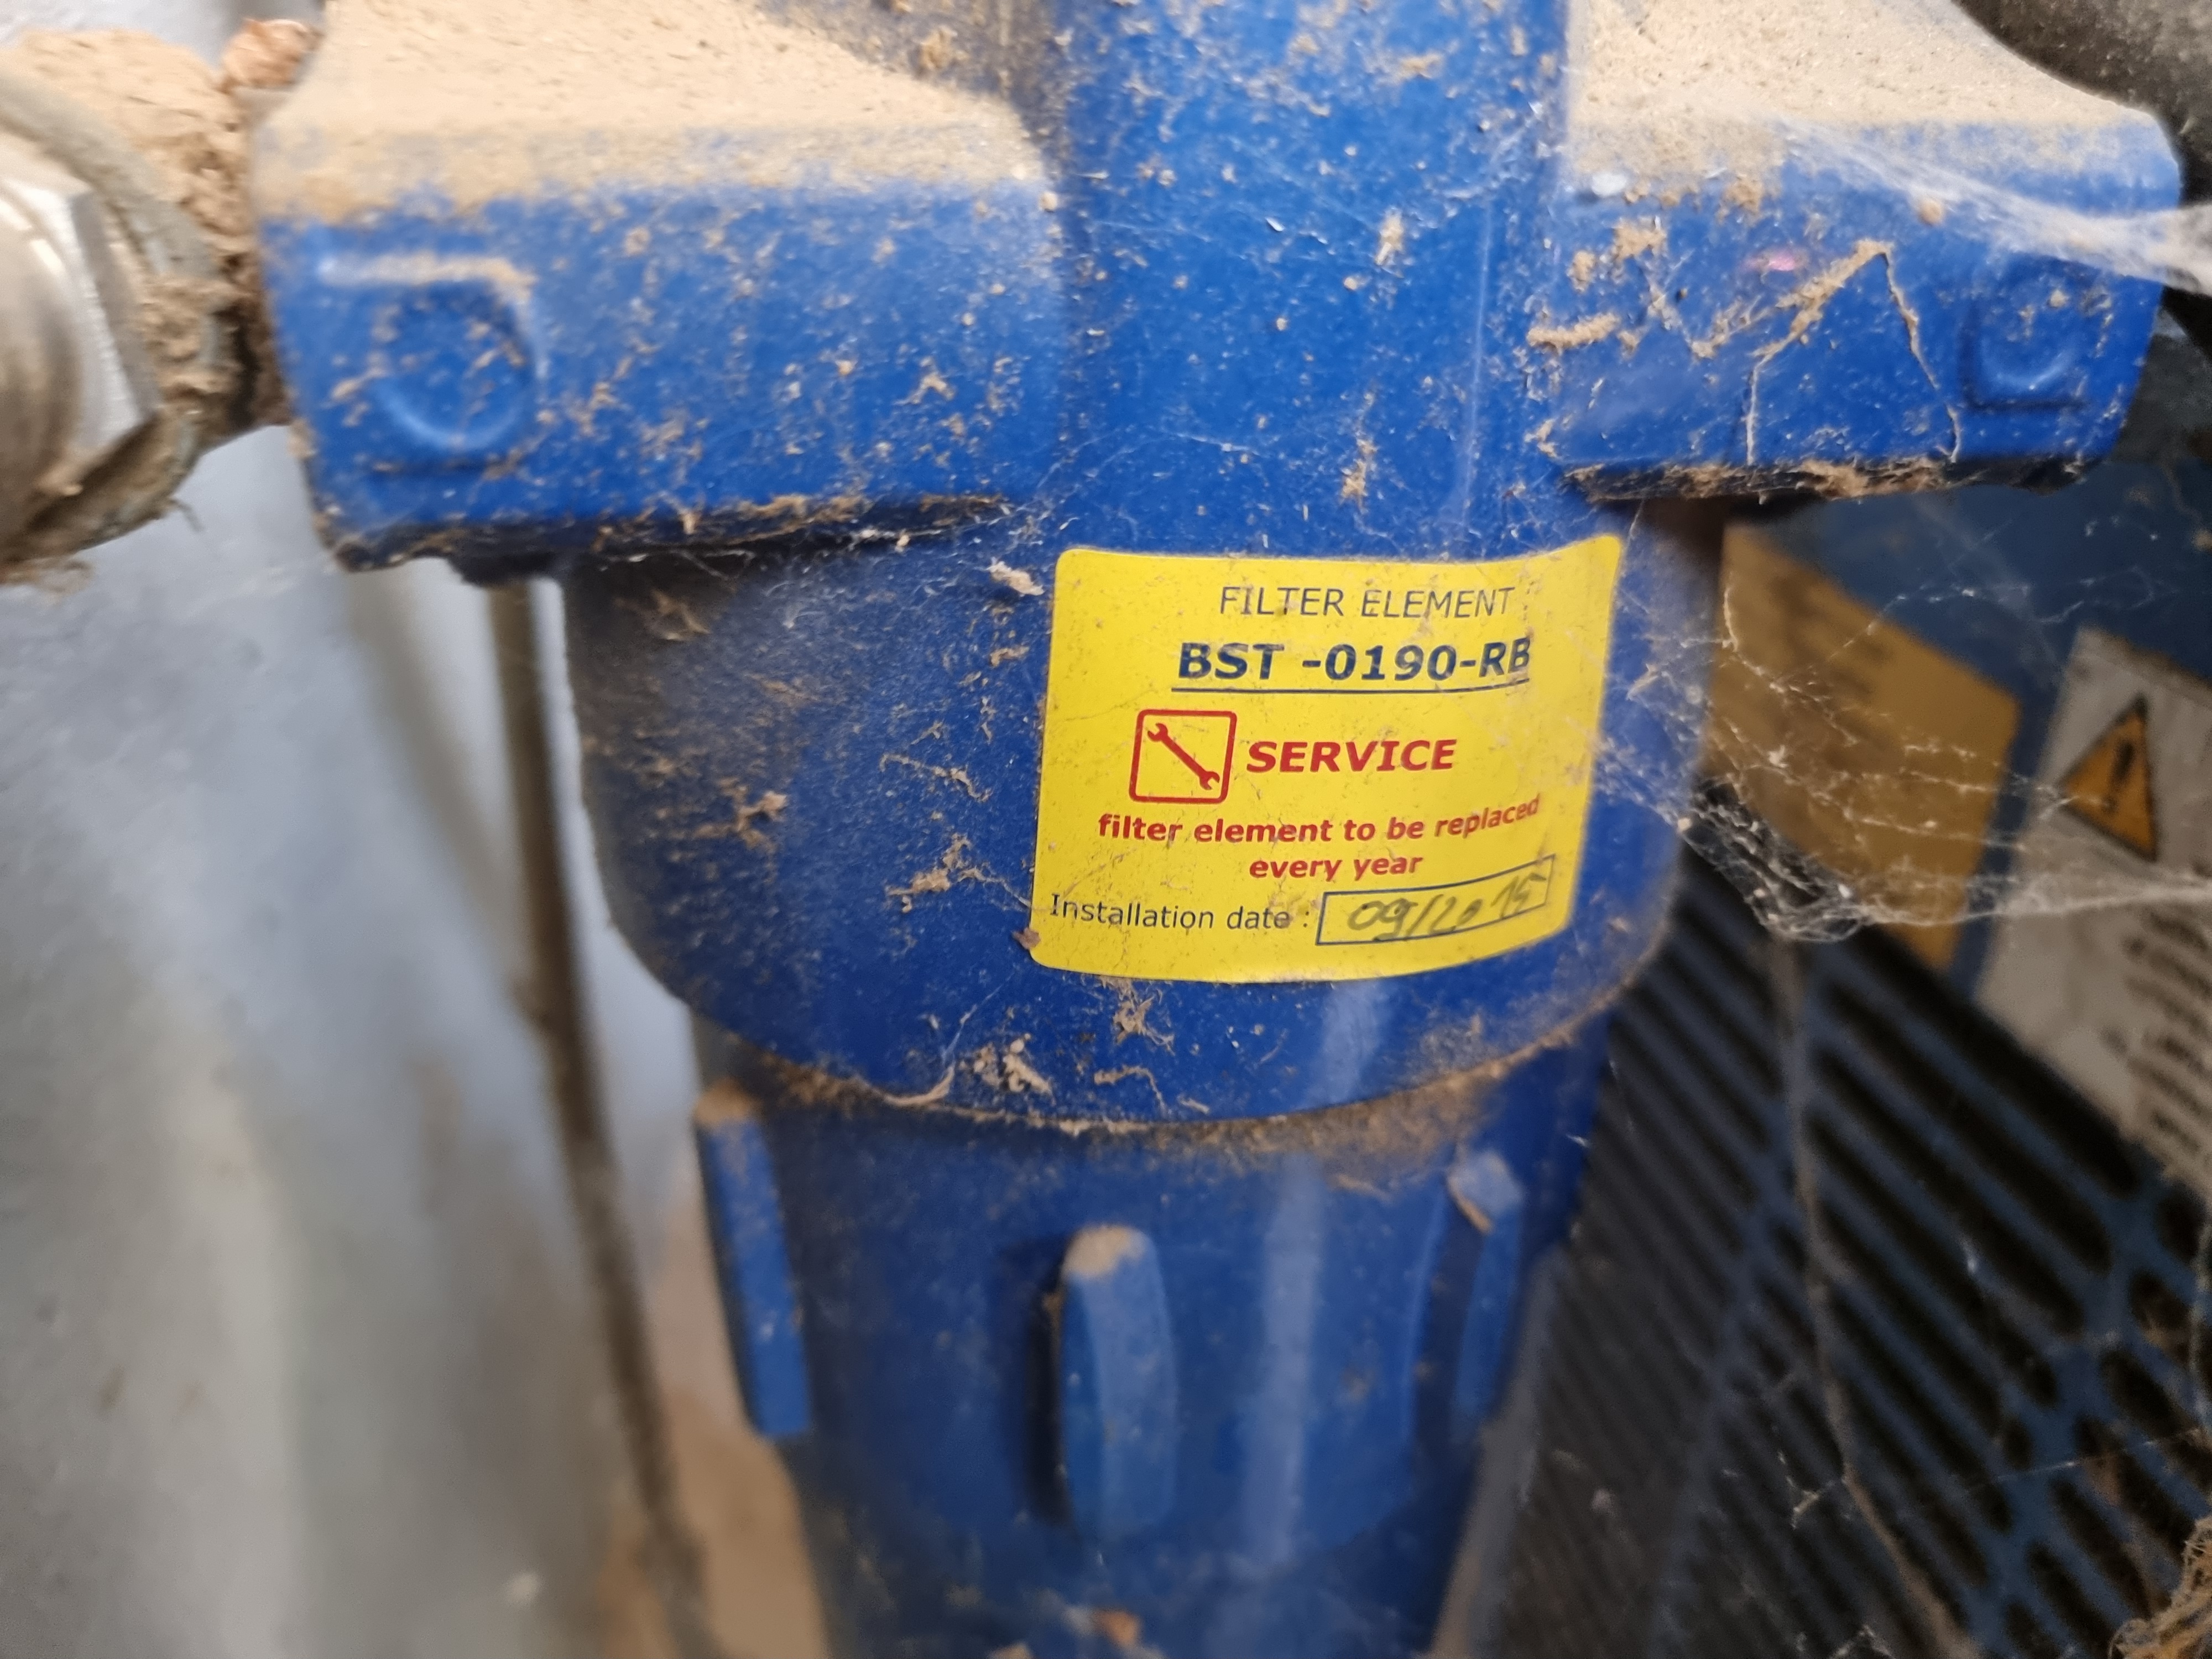 FILTER ELEMENT :
BST -0190-RB
SERVICE
filter element to be replaced
every year
Installation date : 09/2015